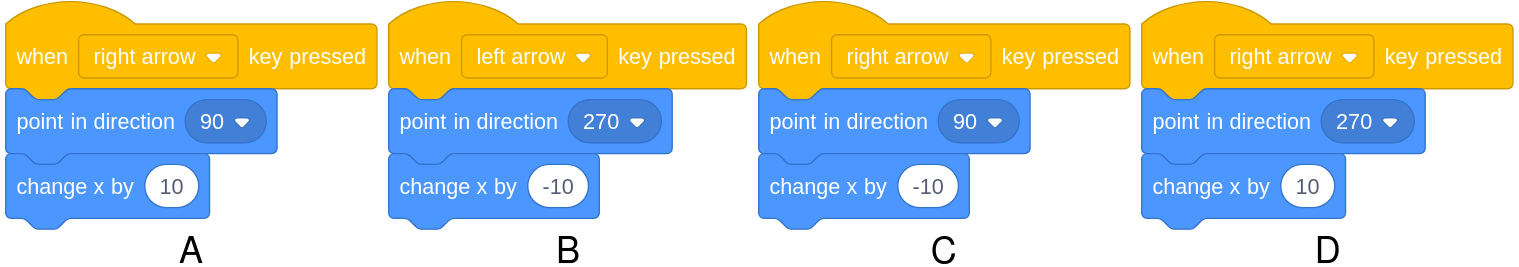 when right arrow key pressed
point in direction 90
change x by 10
A
when left arrow key pressed
point in direction 270
change x by -10
B
when right arrow key pressed
point in direction 90
change x by -10
C
when right arrow key pressed
point in direction 270
change x by 10
D